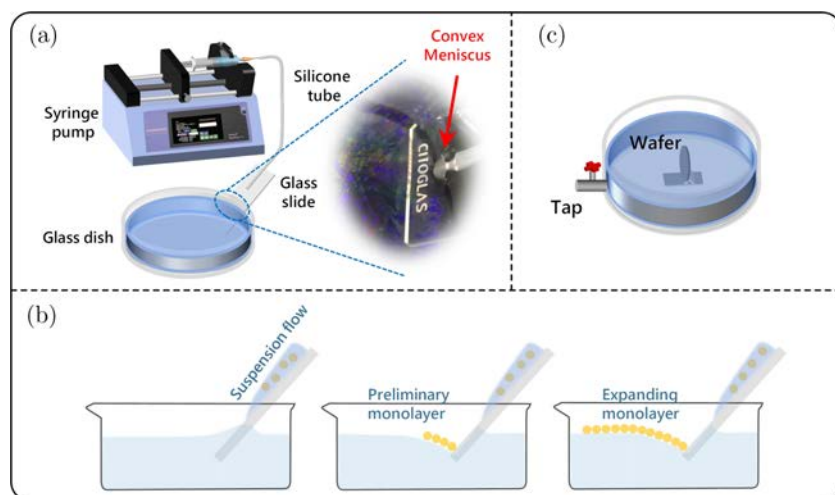 (a)
Convex
Meniscus
Silicone
tube
Syringe
pump
CITOGLAS
Glass
slide
Glass dish
(c)
Wafer
Tap
(b)
Suspension flow
Preliminary
monolayer
Expanding
monolayer